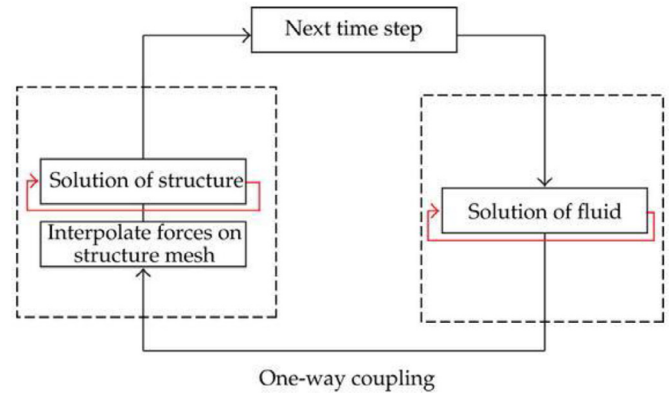 Next time step
Solution of structure
Interpolate forces on
structure mesh
Solution of fluid
One-way coupling